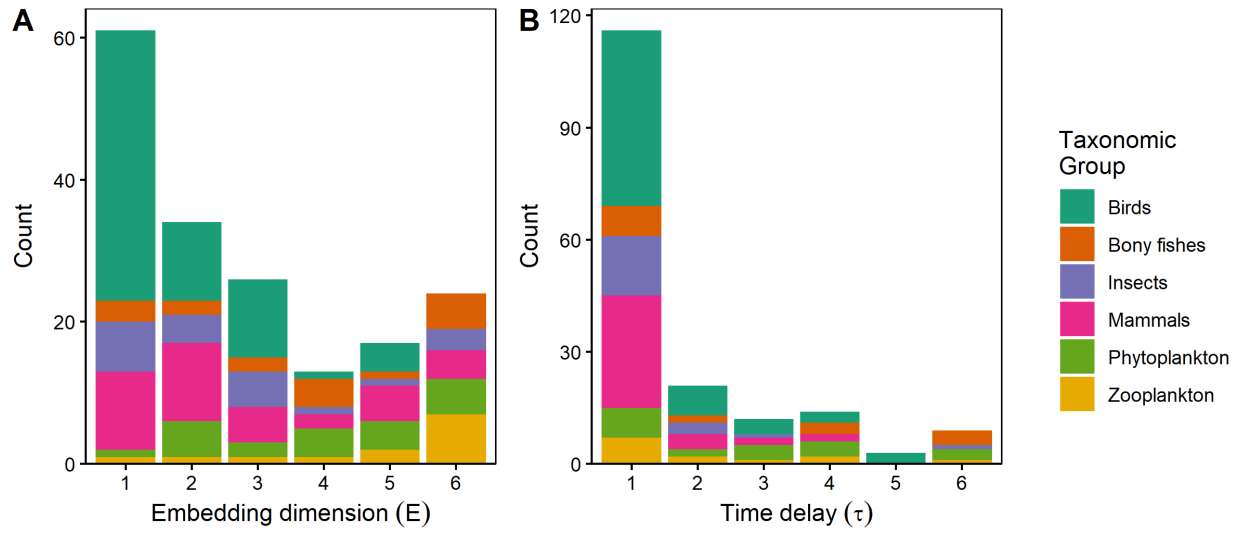 A
Count
60
40
20
0
1 2 3 4 5 6
Embedding dimension (E)
B
Count
120
90
60
30
0
1 2 3 4 5 6
Time delay (τ)
Taxonomic
Group
Birds
Bony fishes
Insects
Mammals
Phytoplankton
Zooplankton